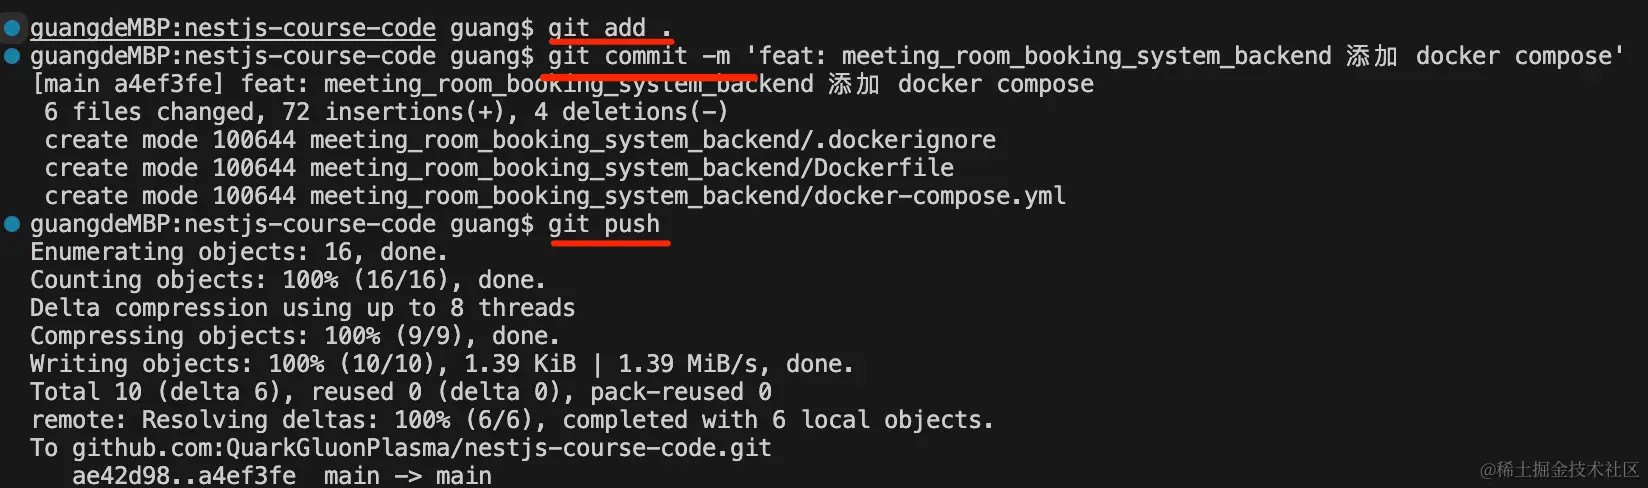 guangdeMBP:nestjs-course-code guang$ git add .
guangdeMBP:nestjs-course-code guang$ git commit -m 'feat: meeting_room_booking_system_backend 添加 docker compose'
[main a4ef3fe] feat: meeting_room_booking_system_backend 添加 docker compose
 6 files changed, 72 insertions(+), 4 deletions(-)
 create mode 100644 meeting_room_booking_system_backend/.dockerignore
 create mode 100644 meeting_room_booking_system_backend/Dockerfile
 create mode 100644 meeting_room_booking_system_backend/docker-compose.yml
guangdeMBP:nestjs-course-code guang$ git push
Enumerating objects: 16, done.
Counting objects: 100% (16/16), done.
Delta compression using up to 8 threads
Compressing objects: 100% (9/9), done.
Writing objects: 100% (10/10), 1.39 KiB | 1.39 MiB/s, done.
Total 10 (delta 6), reused 0 (delta 0), pack-reused 0
remote: Resolving deltas: 100% (6/6), completed with 6 local objects.
To github.com:QuarkGluonPlasma/nestjs-course-code.git
   ae42d98..a4ef3fe  main -> main
@稀土掘金技术社区